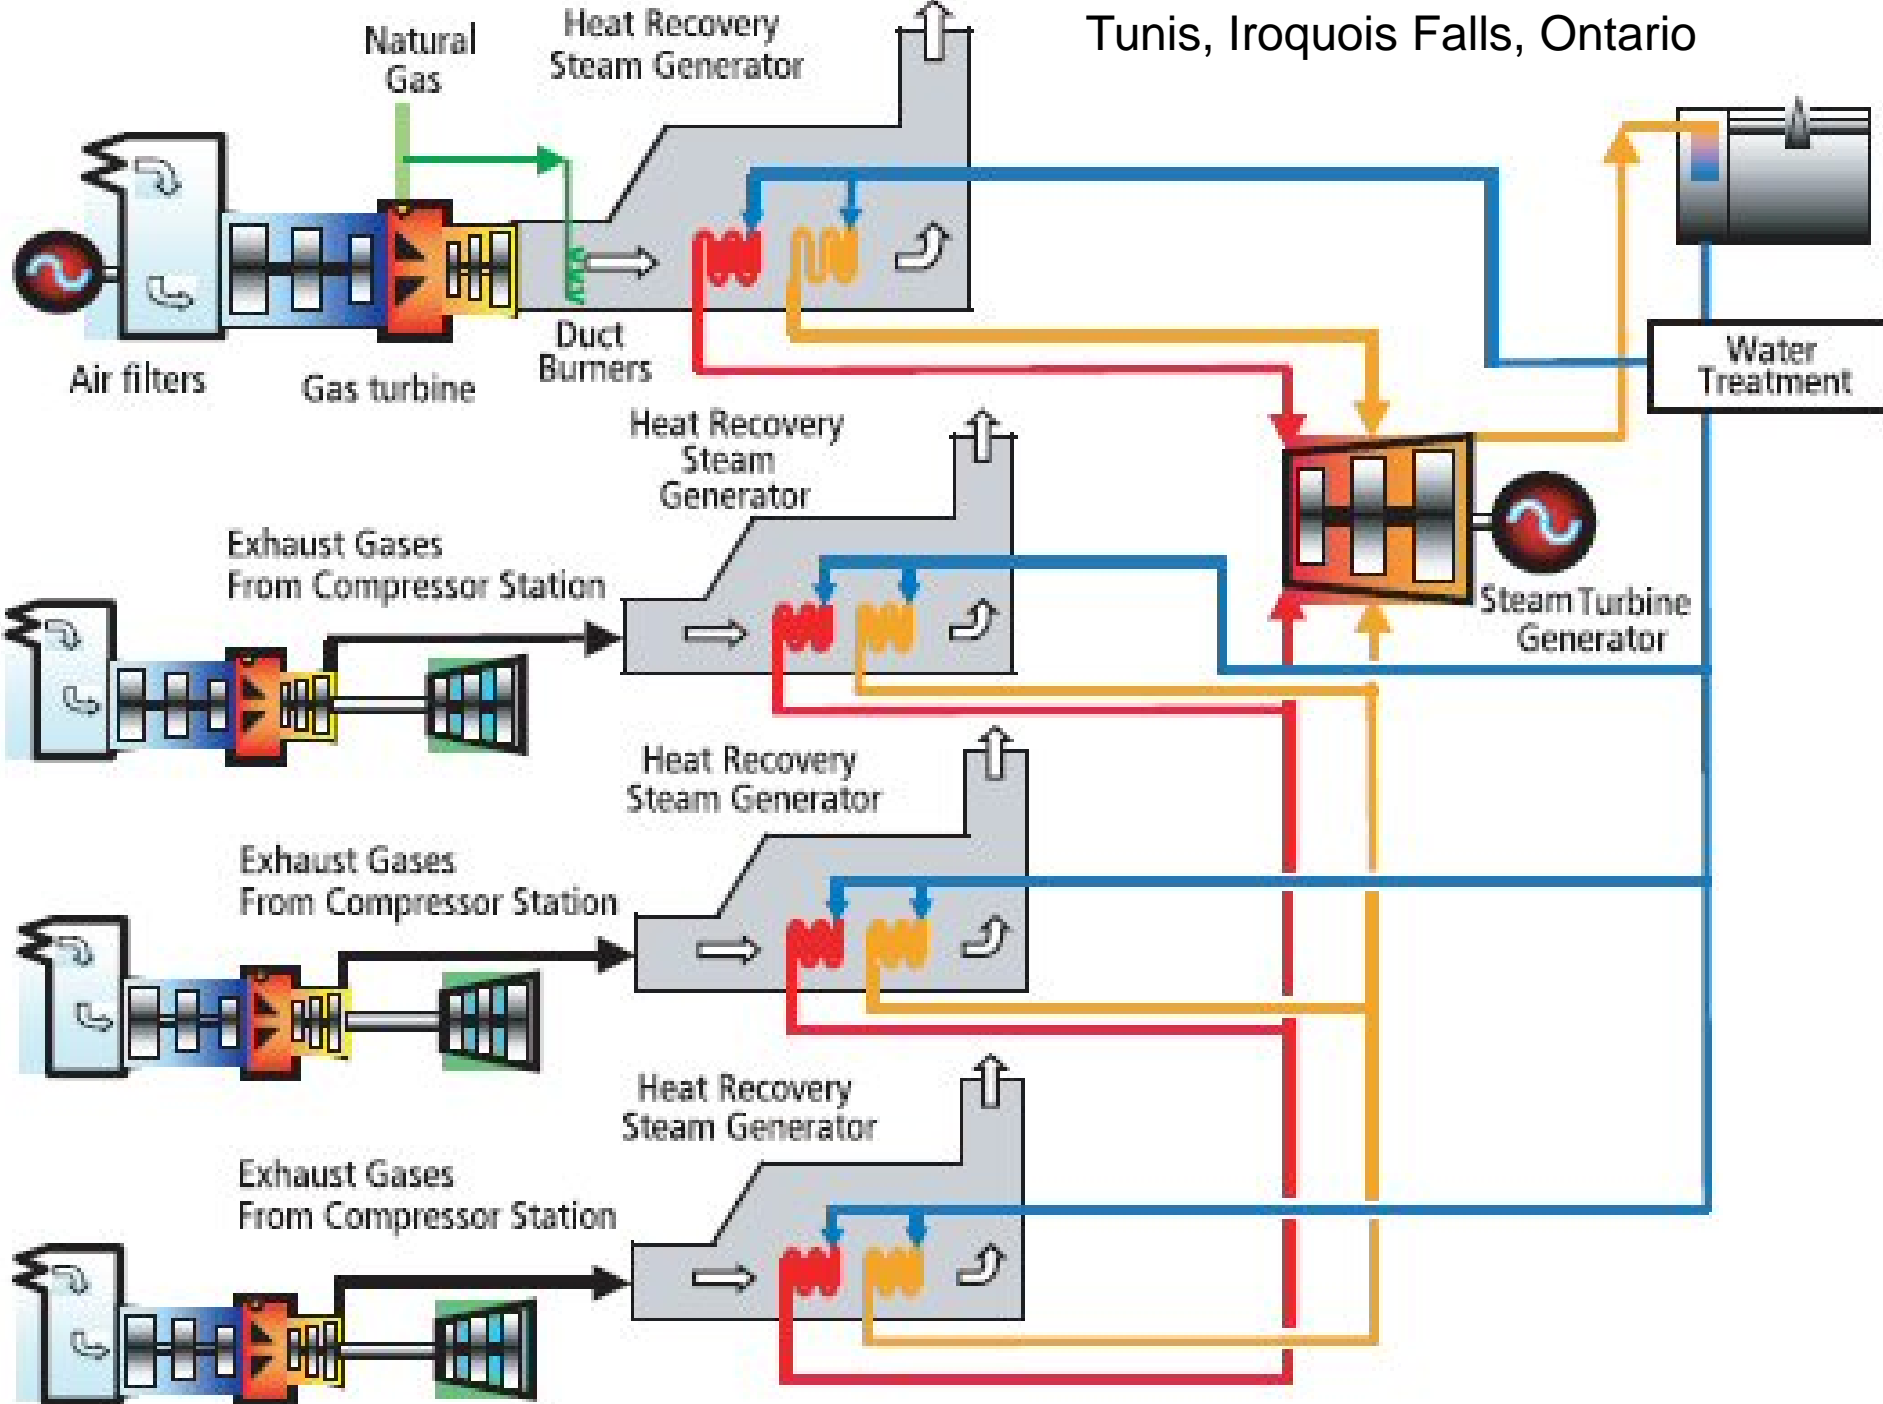 Tunis, Iroquois Falls, Ontario
Heat Recovery
Steam Generator
Natural
Gas
Air filters
Gas turbine
Duct
Burners
Water
Treatment
Heat Recovery
Steam
Generator
Exhaust Gases
From Compressor Station
Steam Turbine
Generator
Heat Recovery
Steam Generator
Exhaust Gases
From Compressor Station
Heat Recovery
Steam Generator
Exhaust Gases
From Compressor Station